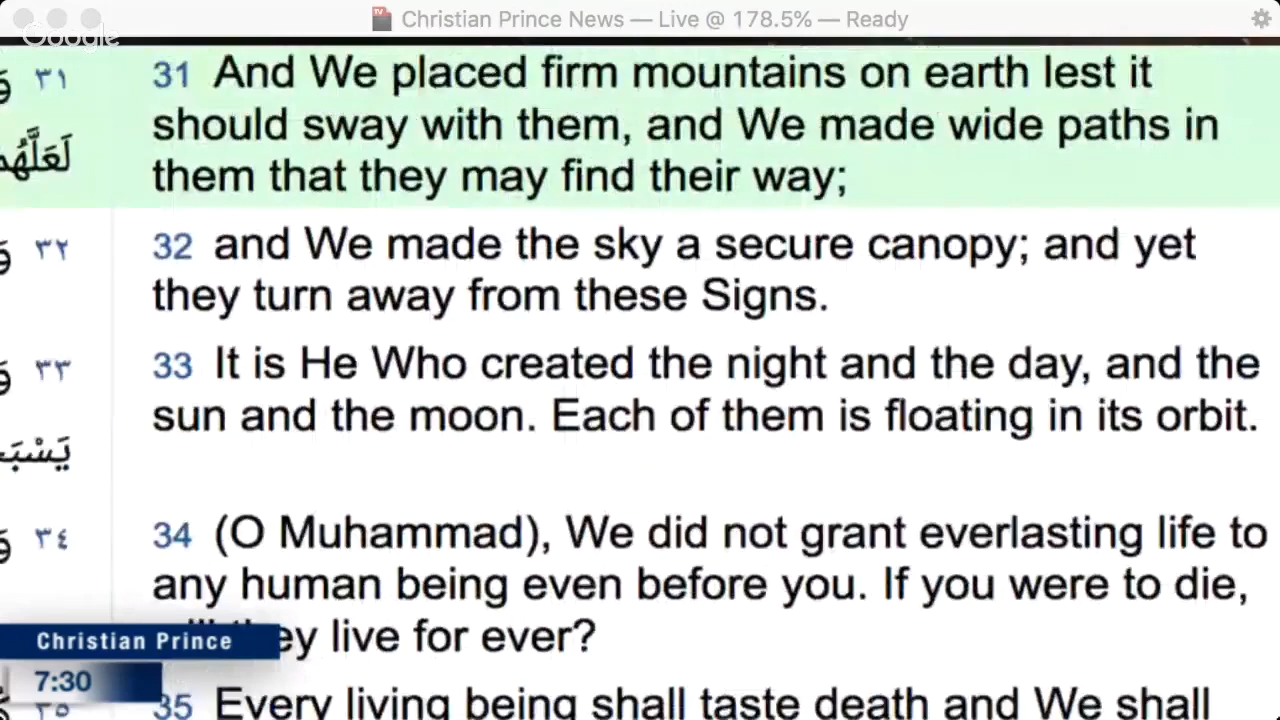 Christian Prince News — Live @ 178.5% — Ready
Google
٣١
31 And We placed firm mountains on earth lest it
should sway with them, and We made wide paths in
لَعَلَّهُم
them that they may find their way;
٣٢
32 and We made the sky a secure canopy; and yet
they turn away from these Signs.
٣٣
33 It is He Who created the night and the day, and the
sun and the moon. Each of them is floating in its orbit.
٣٤
34 (O Muhammad), We did not grant everlasting life to
any human being even before you. If you were to die,
live for ever?
Christian Prince
7:30
٣٥
35 Every living being shall taste death and We shall